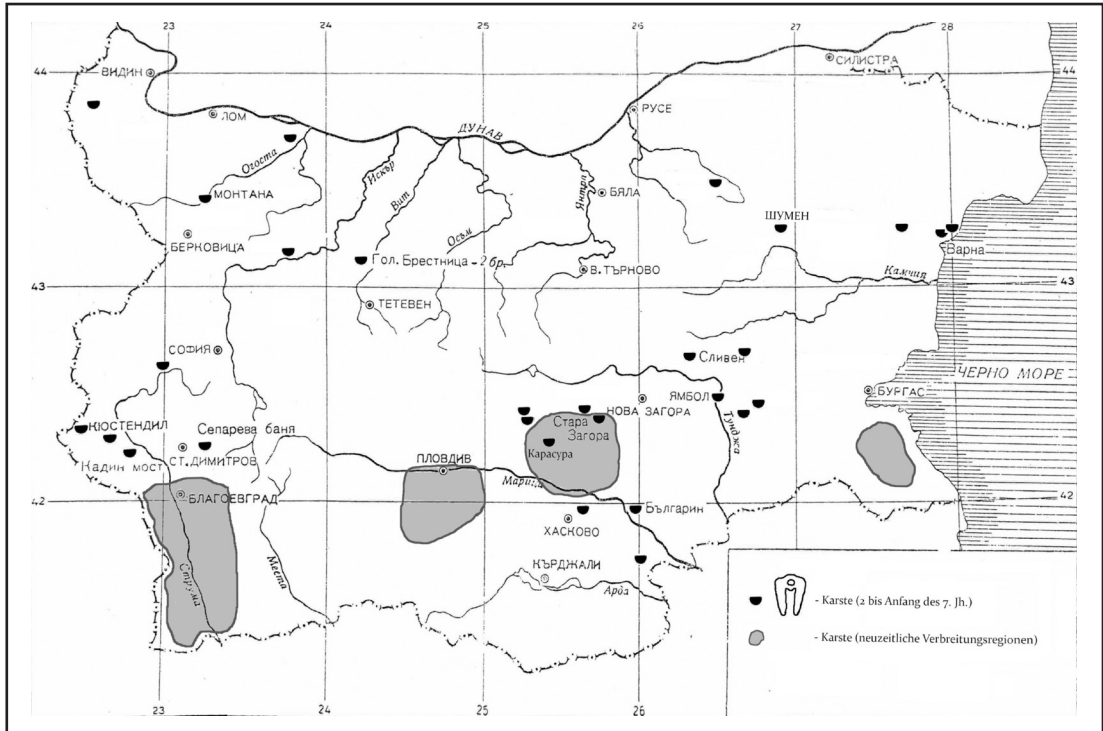 23 24 25 26 27 28
44 ВИДИН СИЛИСТРА 44
ЛОМ РУСЕ
ДУНАВ
Огоста Искър Вит Янтра
МОНТАНА БЯЛА
Осъм ШУМЕН
БЕРКОВИЦА Варна
Гол. Брестница - 2 бр.
В. ТЪРНОВО Камчия
43 43
ТЕТЕВЕН
СОФИЯ Сливен
ЧЕРНО МОРЕ
ЯМБОЛ БУРГАС
НОВА ЗАГОРА
КЮСТЕНДИЛ Сепарева баня Стара Тунджа
Загора
Карасура
Кадин мост СТ. ДИМИТРОВ
ПЛОВДИВ
Марица
42 БЛАГОЕВГРАД Българин 42
ХАСКОВО
Места
КЪРДЖАЛИ
Струма Арда
- Karste (2 bis Anfang des 7. Jh.)
- Karste (neuzeitliche Verbreitungsregionen)
23 24 25 26